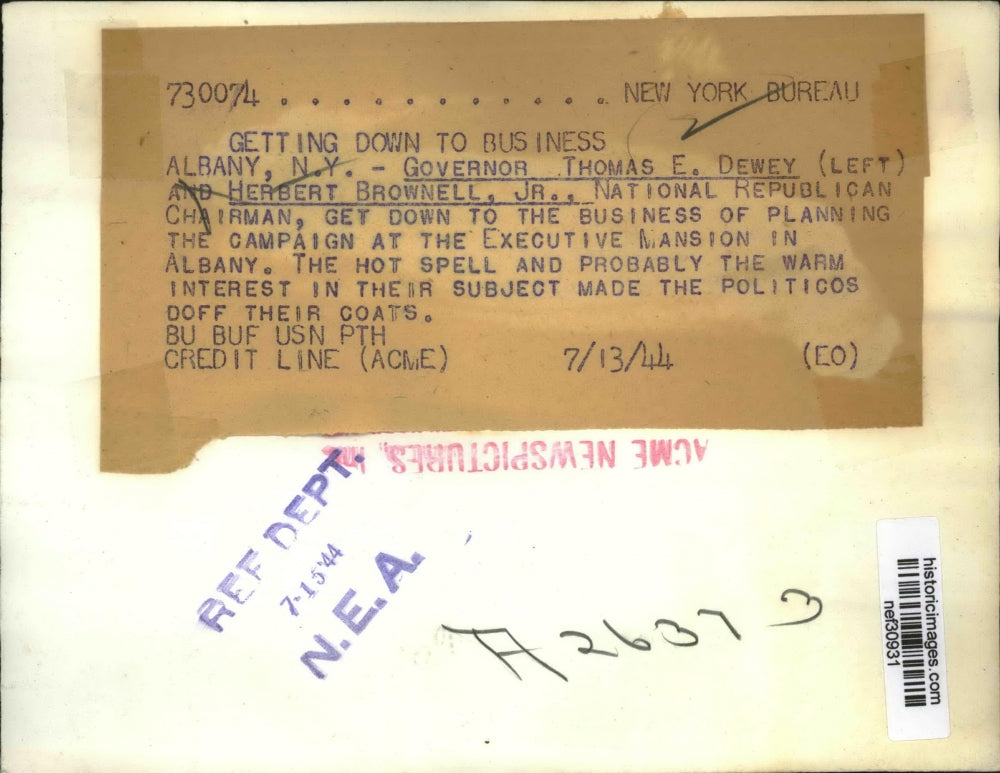 730074 . . . . . . . . . . . . . NEW YORK BUREAU
GETTING DOWN TO BUSINESS
ALBANY, N.Y. - GOVERNOR THOMAS E. DEWEY (LEFT)
AND HERBERT BROWNELL, JR., NATIONAL REPUBLICAN
CHAIRMAN, GET DOWN TO THE BUSINESS OF PLANNING
THE CAMPAIGN AT THE EXECUTIVE MANSION IN
ALBANY. THE HOT SPELL AND PROBABLY THE WARM
INTEREST IN THEIR SUBJECT MADE THE POLITICOS
DOFF THEIR COATS.
BU BUF USN PTH
CREDIT LINE (ACME) 7/13/44 (EO)
ACME NEWSPICTURES, Inc
REF DEPT.
7-15'44
N.E.A.
A 2637 3
historicimages.com
nef30931